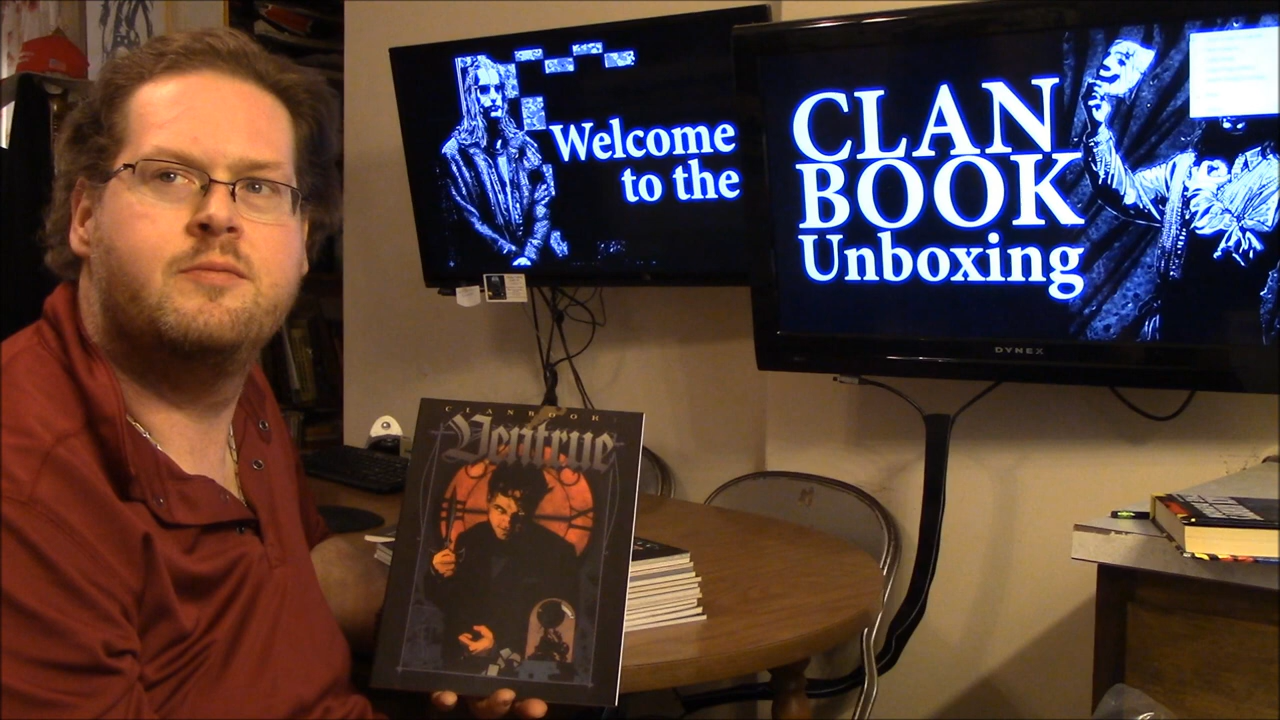 Welcome
to the
CLAN
BOOK
Unboxing
DYNEX
CLANBOOK
Ventrue